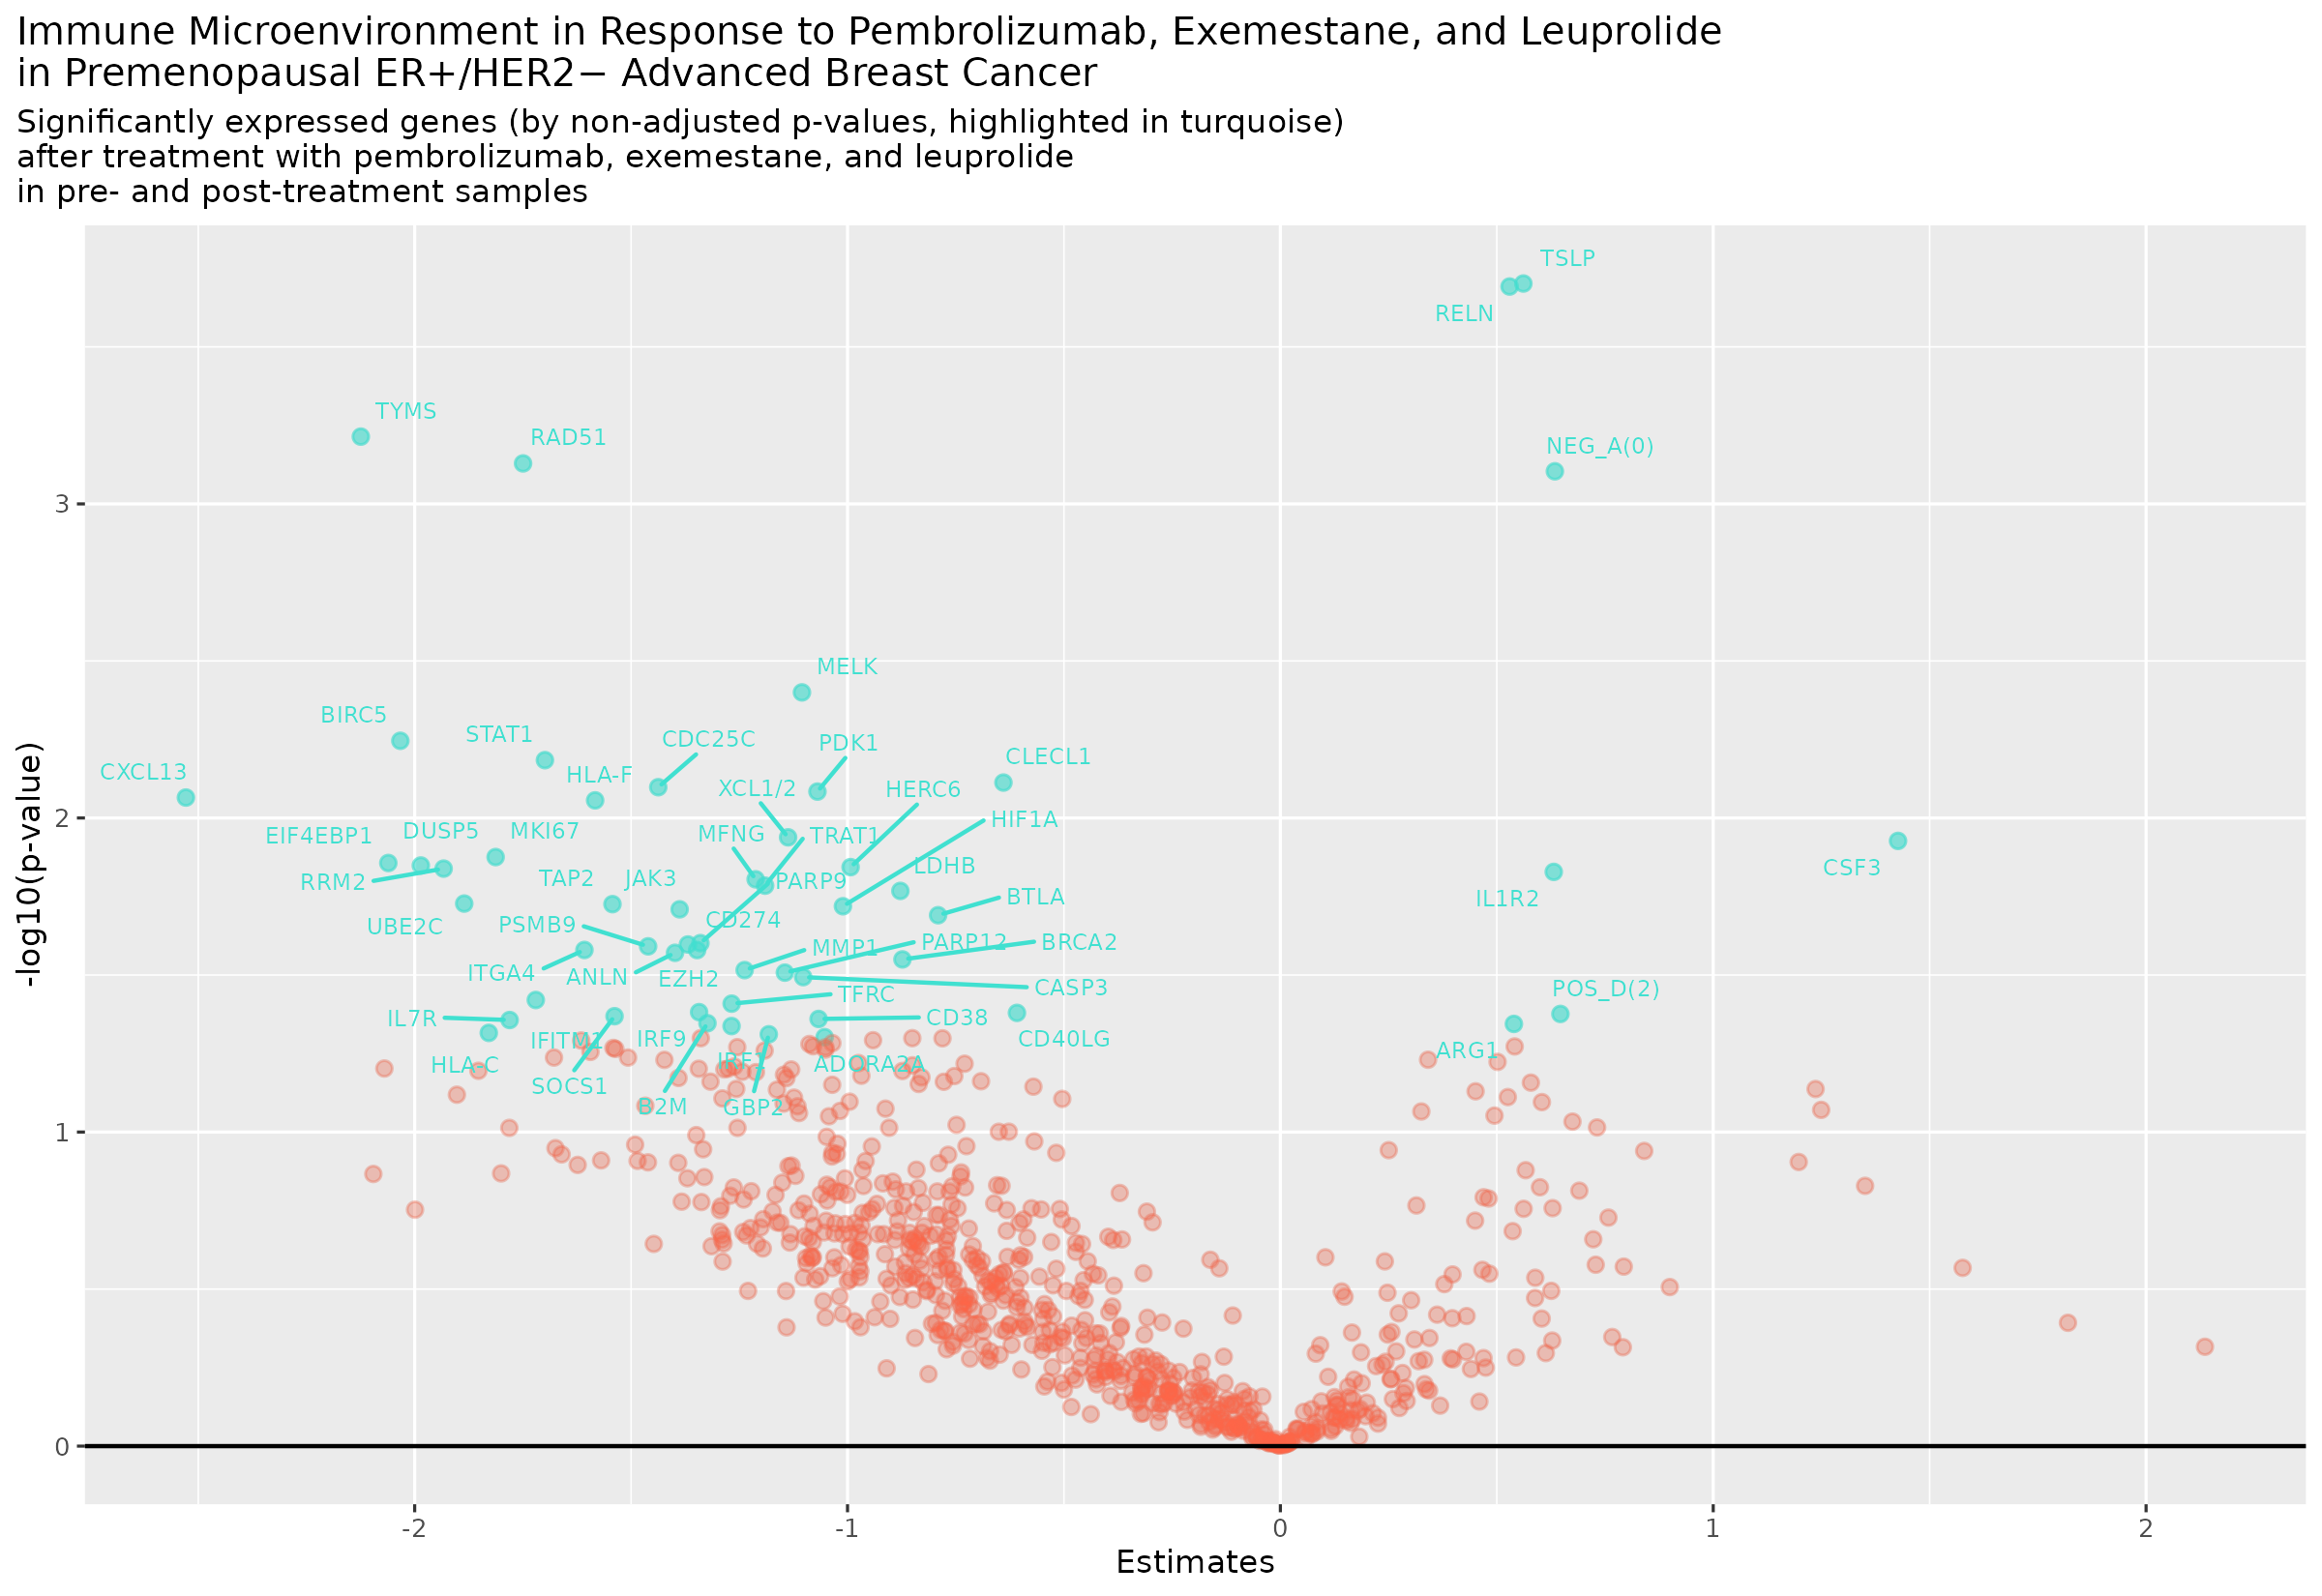 Immune Microenvironment in Response to Pembrolizumab, Exemestane, and Leuprolide
in Premenopausal ER+/HER2− Advanced Breast Cancer
Significantly expressed genes (by non-adjusted p-values, highlighted in turquoise)
after treatment with pembrolizumab, exemestane, and leuprolide
in pre- and post-treatment samples
TSLP
RELN
TYMS
RAD51
NEG_A(0)
3
MELK
BIRC5
STAT1
CDC25C
PDK1
CLECL1
CXCL13
HLA-F
XCL1/2
HERC6
2
HIF1A
EIF4EBP1
DUSP5
MKI67
MFNG
TRAT1
LDHB
CSF3
RRM2
TAP2
JAK3
PARP9
BTLA
IL1R2
UBE2C
PSMB9
CD274
MMP1
PARP12
BRCA2
ITGA4
ANLN
EZH2
CASP3
POS_D(2)
TFRC
IL7R
CD38
IFITM1
IRF9
CD40LG
ARG1
HLA-C
IRF1
ADORA2A
SOCS1
B2M
GBP2
1
0
-log10(p-value)
-2
-1
0
1
2
Estimates